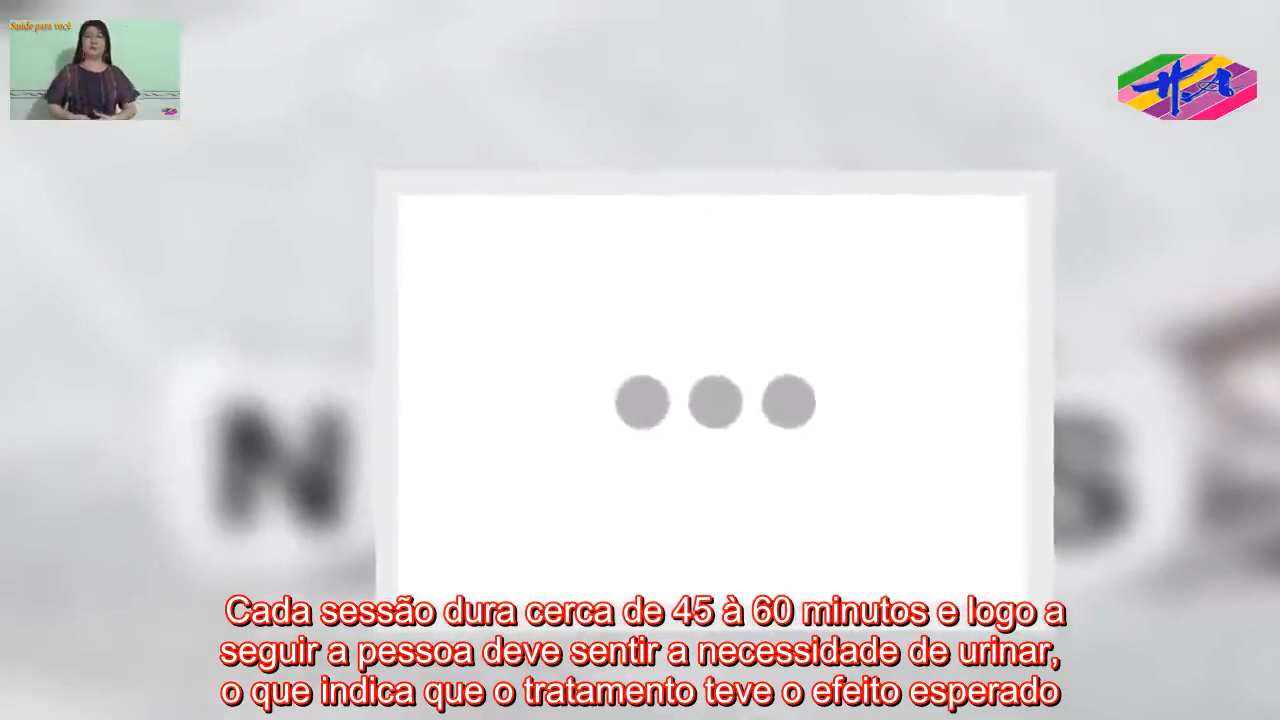 Saúde para você
H.A
N
S
Cada sessão dura cerca de 45 à 60 minutos e logo a
seguir a pessoa deve sentir a necessidade de urinar,
o que indica que o tratamento teve o efeito esperado